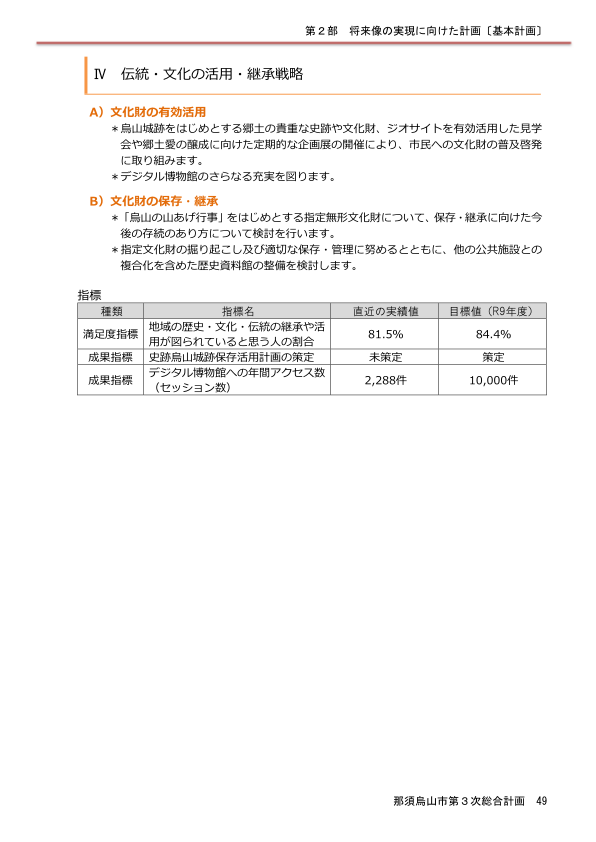 第２部　将来像の実現に向けた計画〔基本計画〕
Ⅳ　伝統・文化の活用・継承戦略
A）文化財の有効活用
＊烏山城跡をはじめとする郷土の貴重な史跡や文化財、ジオサイトを有効活用した見学
会や郷土愛の醸成に向けた定期的な企画展の開催により、市民への文化財の普及啓発
に取り組みます。
＊デジタル博物館のさらなる充実を図ります。
B）文化財の保存・継承
＊「烏山の山あげ行事」をはじめとする指定無形文化財について、保存・継承に向けた今
後の存続のあり方について検討を行います。
＊指定文化財の掘り起こし及び適切な保存・管理に努めるとともに、他の公共施設との
複合化を含めた歴史資料館の整備を検討します。
指標
種類　指標名　直近の実績値　目標値（R9年度）
満足度指標　地域の歴史・文化・伝統の継承や活
用が図られていると思う人の割合　81.5%　84.4%
成果指標　史跡烏山城跡保存活用計画の策定　未策定　策定
成果指標　デジタル博物館への年間アクセス数
（セッション数）　2,288件　10,000件
那須烏山市第３次総合計画　49